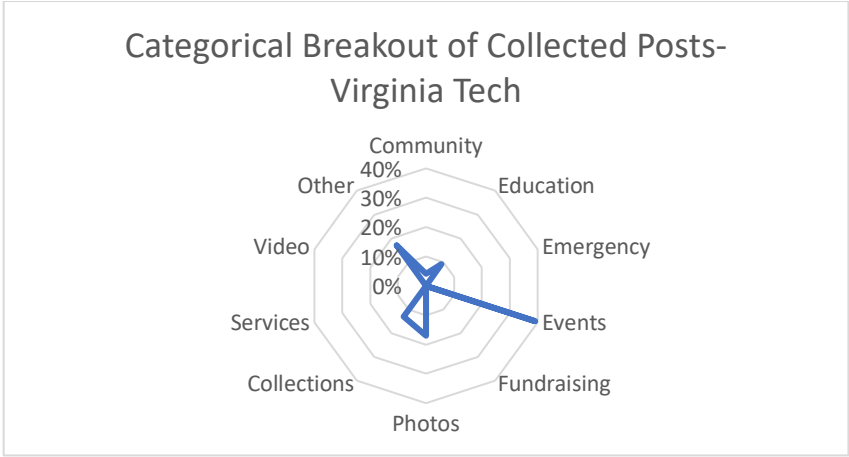 Categorical Breakout of Collected Posts-
Virginia Tech
Community
40%
Other
Education
30%
20%
Video
Emergency
10%
0%
Services
Events
Collections
Fundraising
Photos